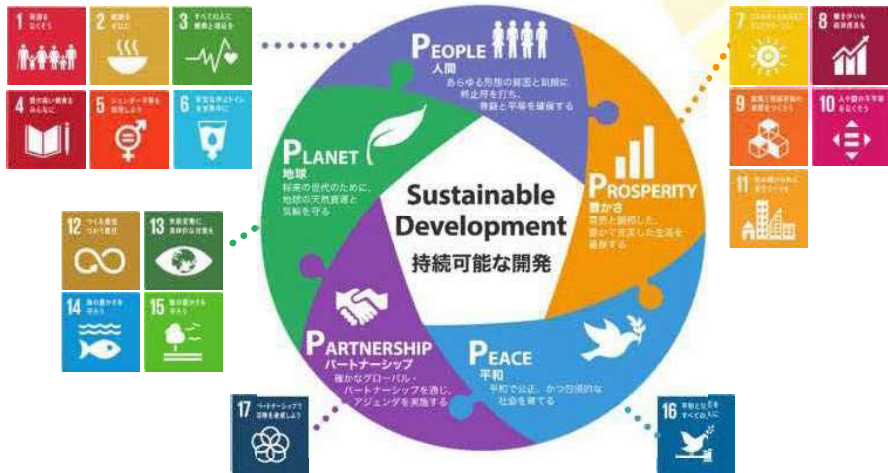 1 貧困を
なくそう
2 飢餓を
ゼロに
3 すべての人に
健康と福祉を
4 質の高い教育を
みんなに
5 ジェンダー平等を
実現しよう
6 安全な水とトイレ
を世界中に
7
8 働きがいも
経済成長も
9 産業と技術革新の
基盤をつくろう
10 人や国の不平等
をなくそう
11 住み続けられる
まちづくりを
PEOPLE
人間
あらゆる形態の貧困と飢餓に
終止符を打ち、
尊厳と平等を確保する
PLANET
地球
将来の世代のために、
地球の天然資源と
気候を守る
PROSPERITY
豊かさ
自然と調和した、
豊かで充実した生活を
確保する
Sustainable
Development
持続可能な開発
12 つくる責任
つかう責任
13 気候変動に
具体的な対策を
14 海の豊かさを
守ろう
15 陸の豊かさも
守ろう
PARTNERSHIP
パートナーシップ
確かなグローバル・
パートナーシップを通じ、
アジェンダを実施する
PEACE
平和
平和で公正、かつ包摂的な
社会を育てる
17 パートナーシップで
目標を達成しよう
16 平和と公正を
すべての人に